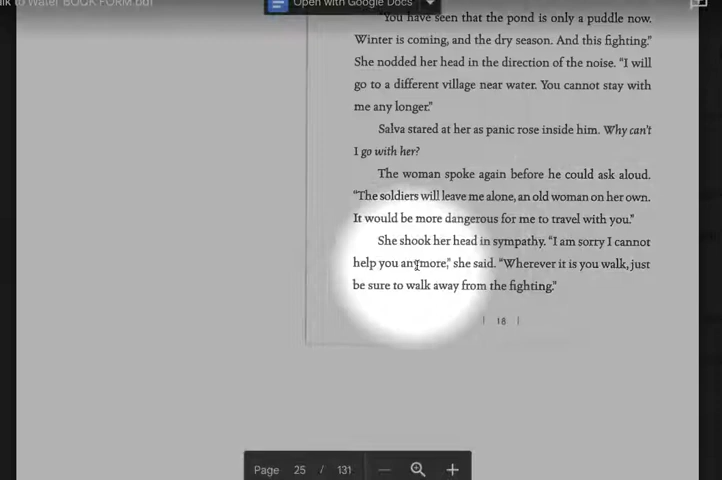 lk to Water BOOK FORM.pdf
Open with Google Docs
"You have seen that the pond is only a puddle now.
Winter is coming, and the dry season. And this fighting."
She nodded her head in the direction of the noise. "I will
go to a different village near water. You cannot stay with
me any longer."
Salva stared at her as panic rose inside him. Why can't
I go with her?
The woman spoke again before he could ask aloud.
"The soldiers will leave me alone, an old woman on her own.
It would be more dangerous for me to travel with you."
She shook her head in sympathy. "I am sorry I cannot
help you anymore," she said. "Wherever it is you walk, just
be sure to walk away from the fighting."
| 18 |
Page 25 / 131